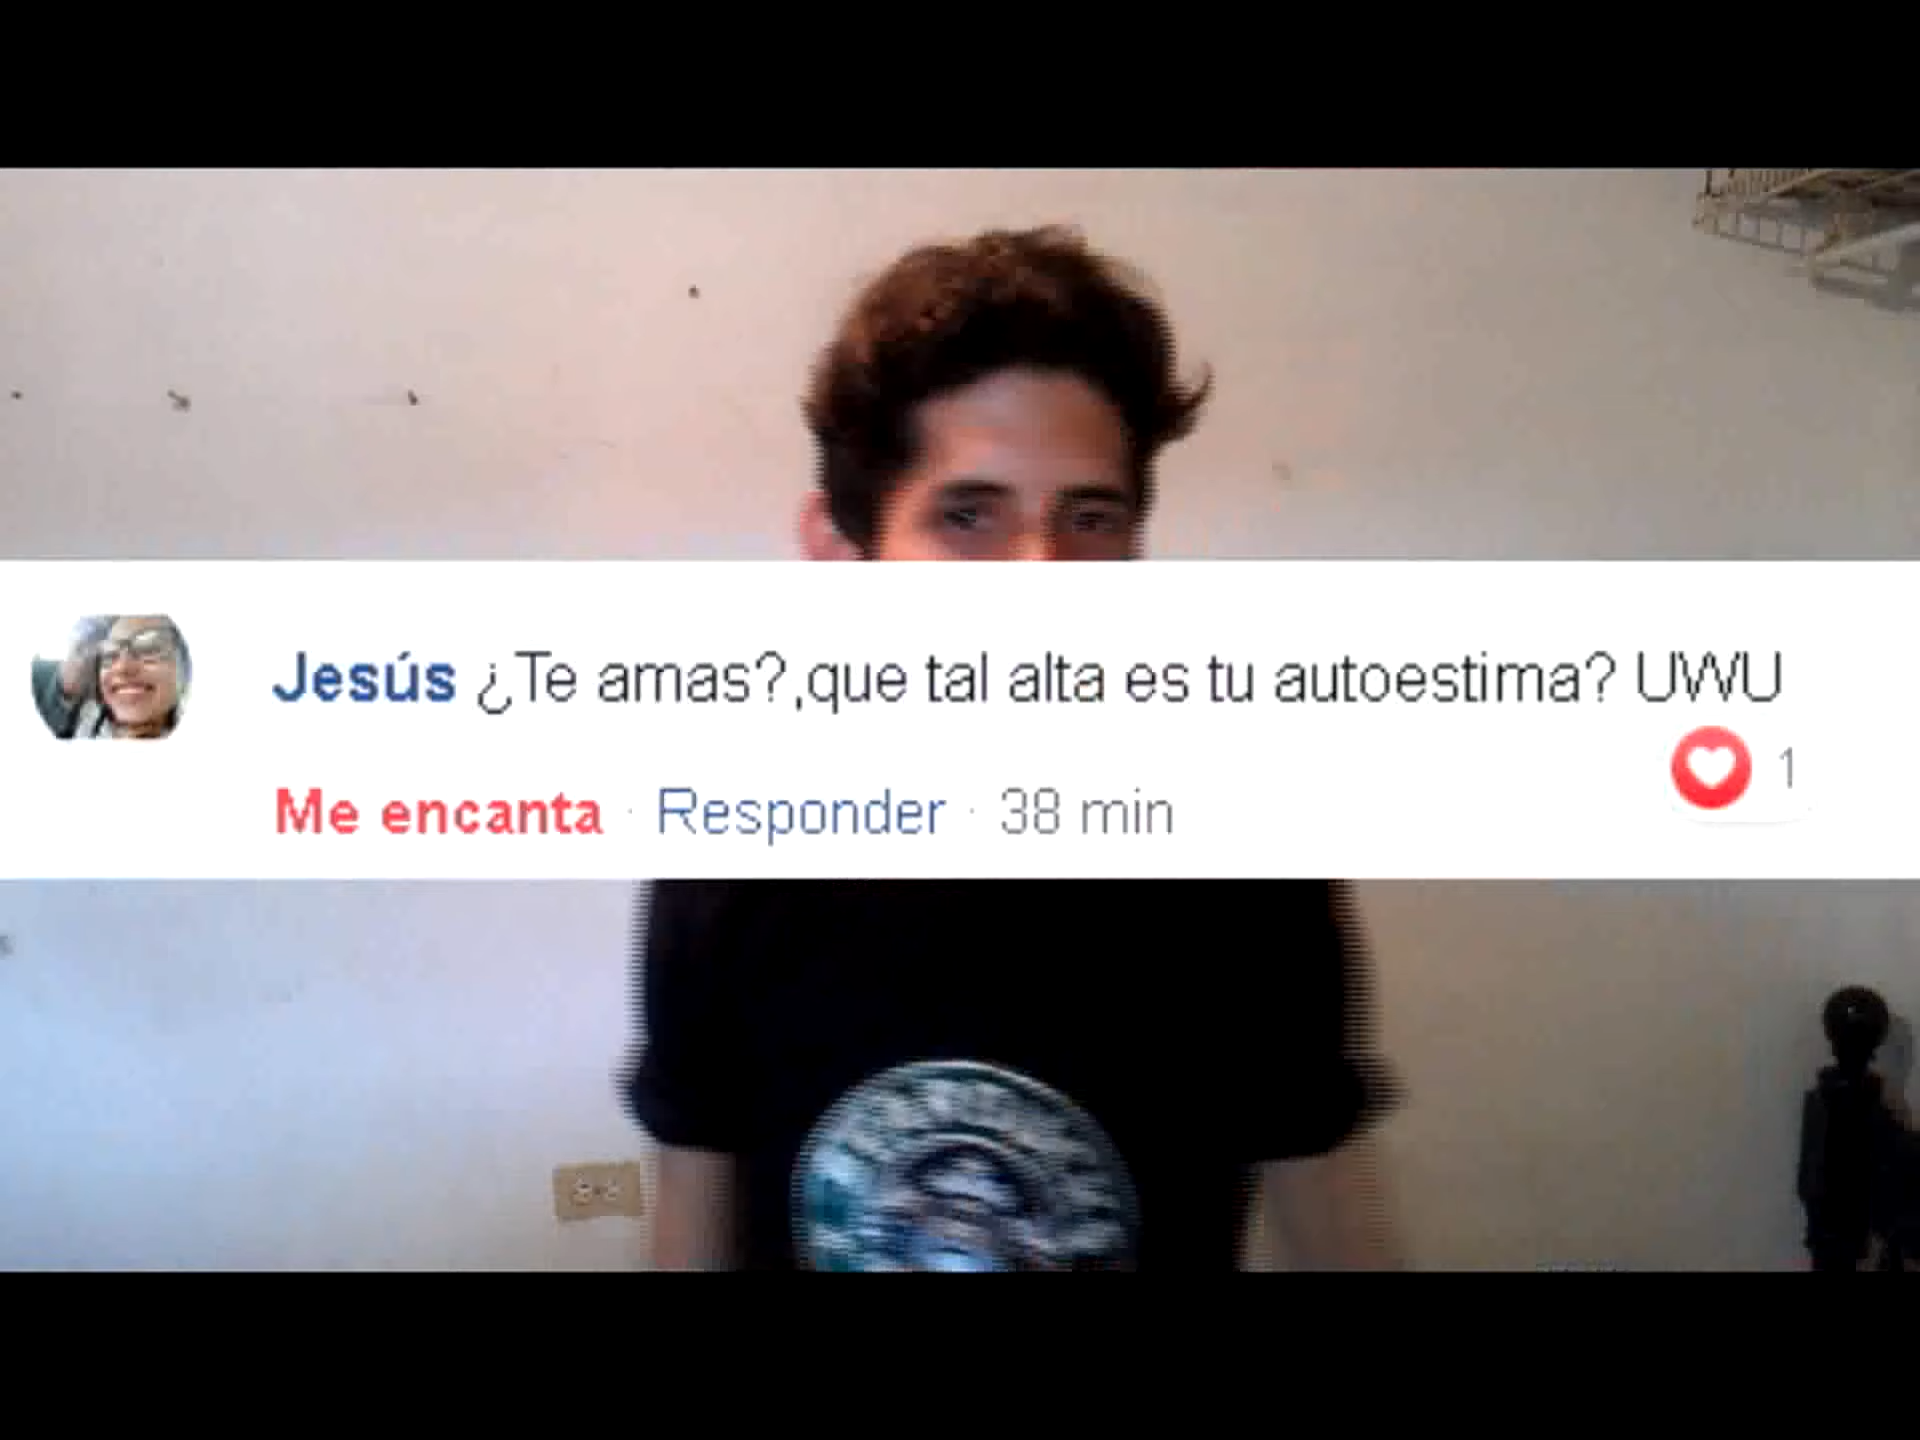 Jesús ¿Te amas?,que tal alta es tu autoestima? UWU
1
Me encanta · Responder · 38 min